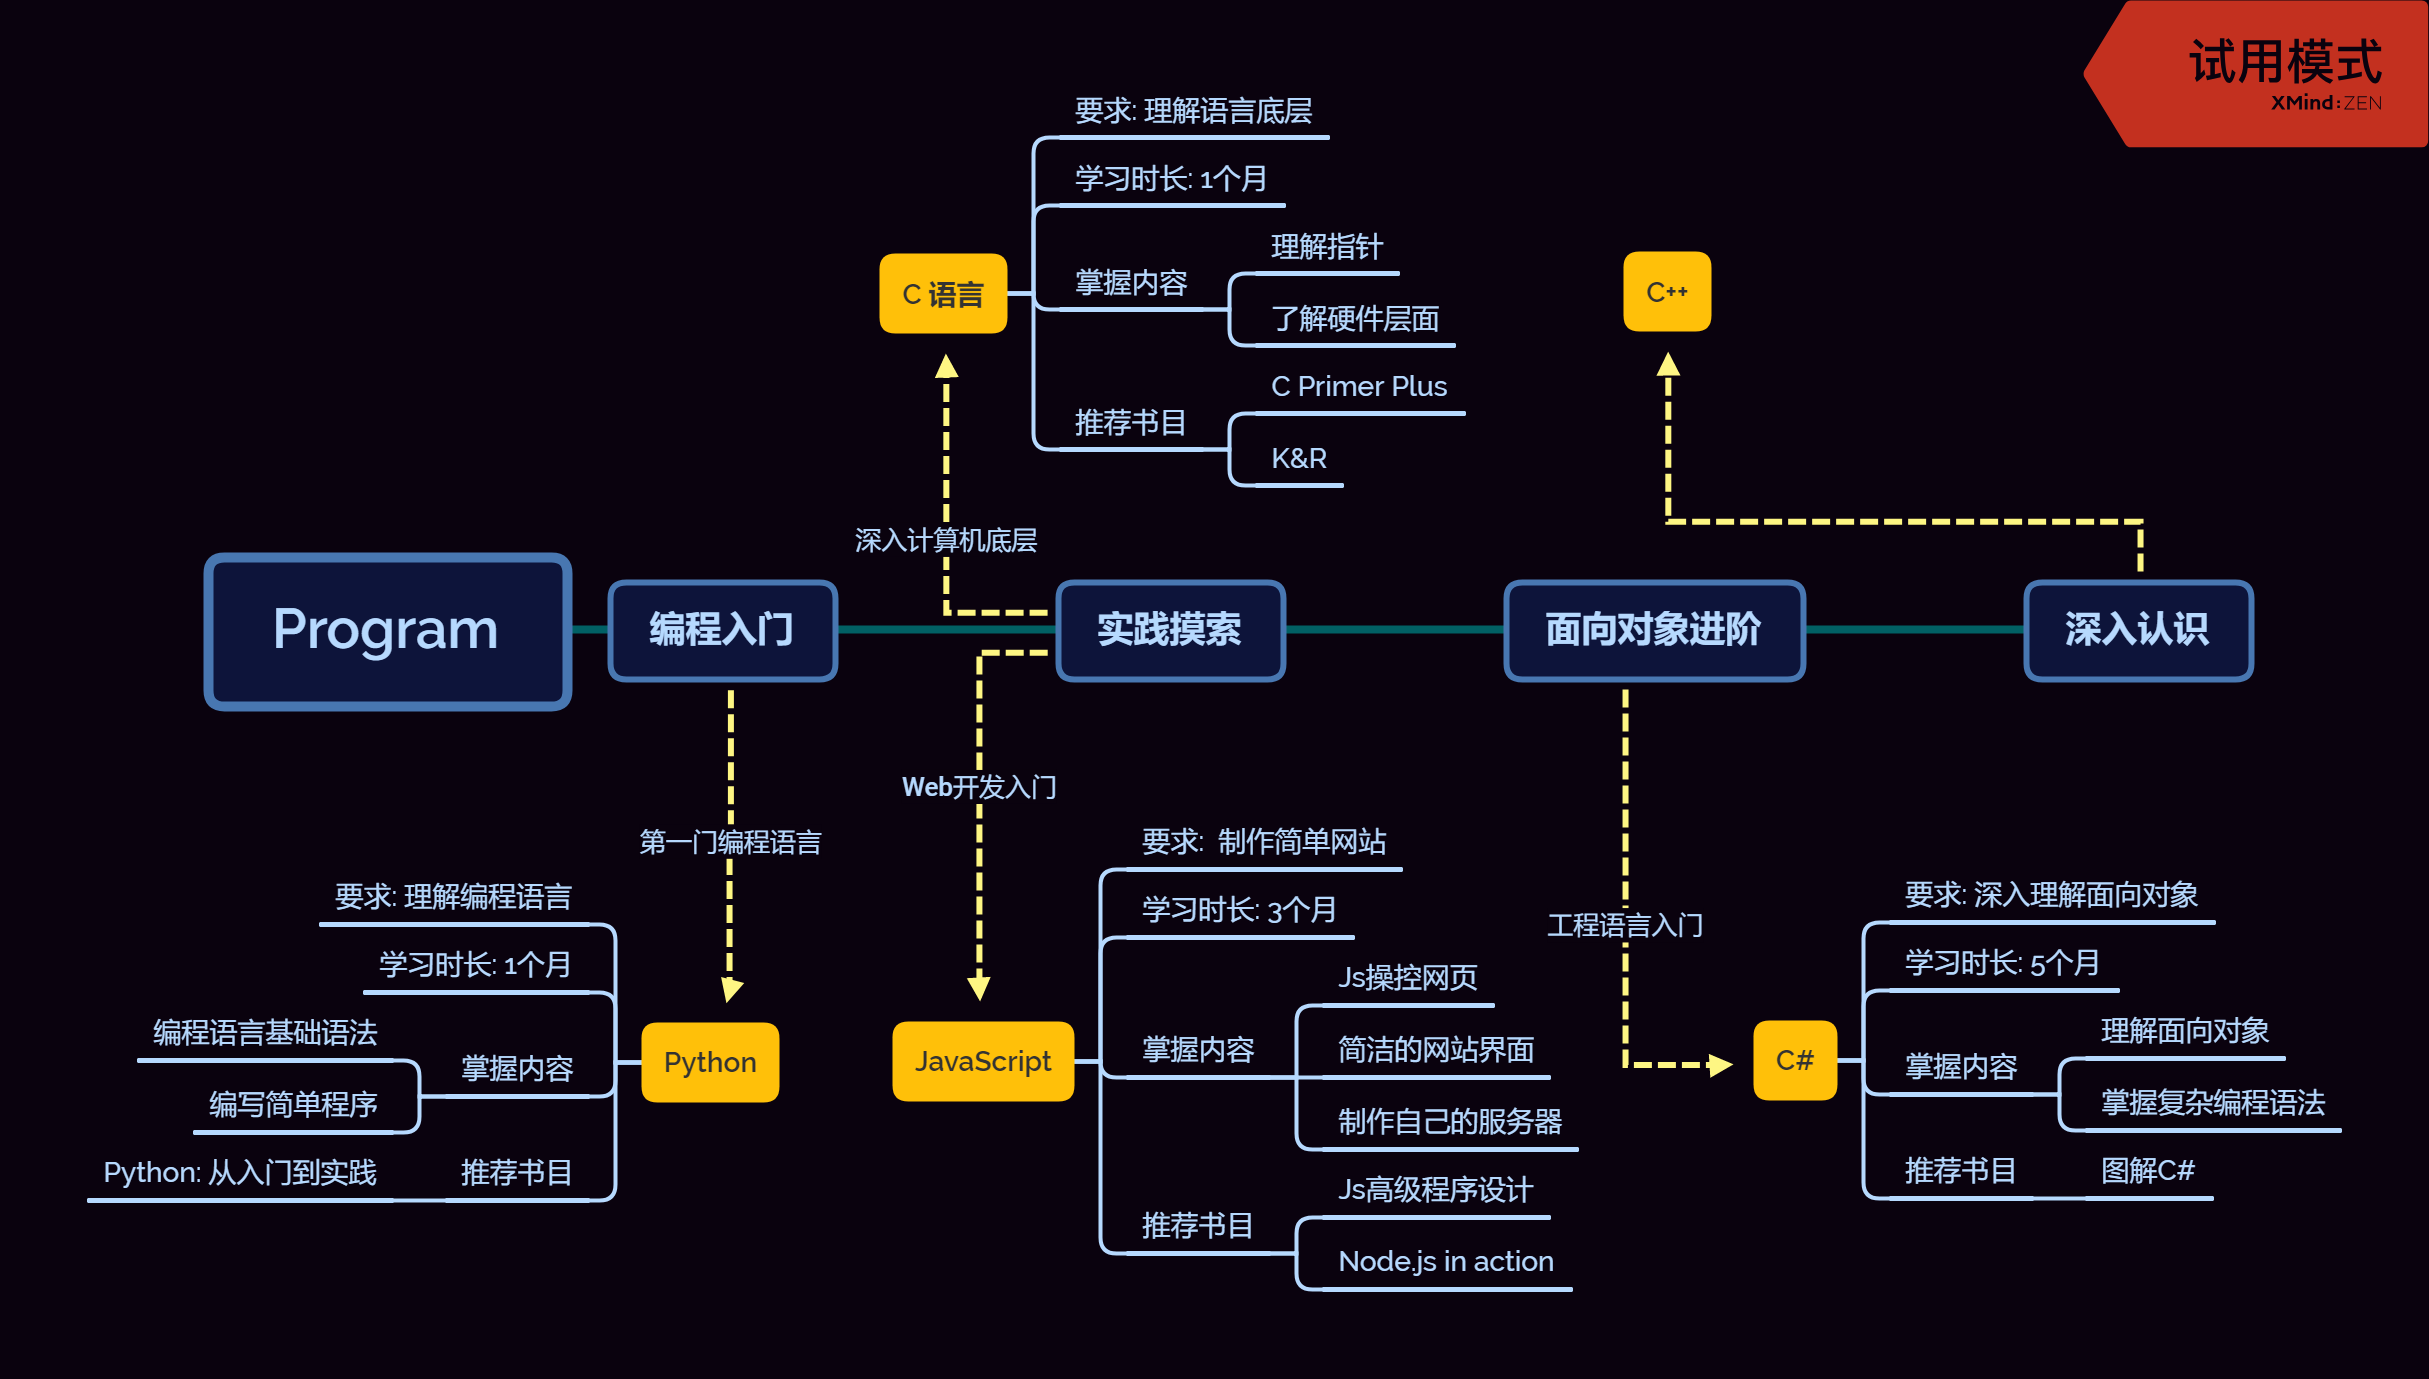 试用模式
XMind:ZEN
要求: 理解语言底层
学习时长: 1个月
理解指针
掌握内容
C 语言
了解硬件层面
C Primer Plus
推荐书目
K&R
C++
深入计算机底层
Program
编程入门
实践摸索
面向对象进阶
深入认识
第一门编程语言
要求: 理解编程语言
学习时长: 1个月
编程语言基础语法
掌握内容
编写简单程序
Python: 从入门到实践
推荐书目
Python
Web开发入门
要求: 制作简单网站
学习时长: 3个月
Js操控网页
掌握内容
简洁的网站界面
JavaScript
制作自己的服务器
Js高级程序设计
推荐书目
Node.js in action
工程语言入门
要求: 深入理解面向对象
学习时长: 5个月
理解面向对象
C#
掌握内容
掌握复杂编程语法
推荐书目
图解C#